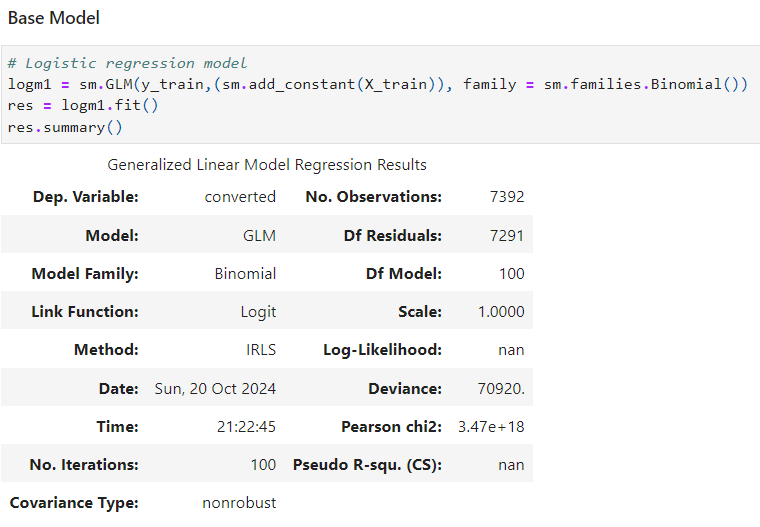 Base Model
# Logistic regression model
logm1 = sm.GLM(y_train,(sm.add_constant(X_train)), family = sm.families.Binomial())
res = logm1.fit()
res.summary()
Generalized Linear Model Regression Results
Dep. Variable: converted No. Observations: 7392
Model: GLM Df Residuals: 7291
Model Family: Binomial Df Model: 100
Link Function: Logit Scale: 1.0000
Method: IRLS Log-Likelihood: nan
Date: Sun, 20 Oct 2024 Deviance: 70920.
Time: 21:22:45 Pearson chi2: 3.47e+18
No. Iterations: 100 Pseudo R-squ. (CS): nan
Covariance Type: nonrobust